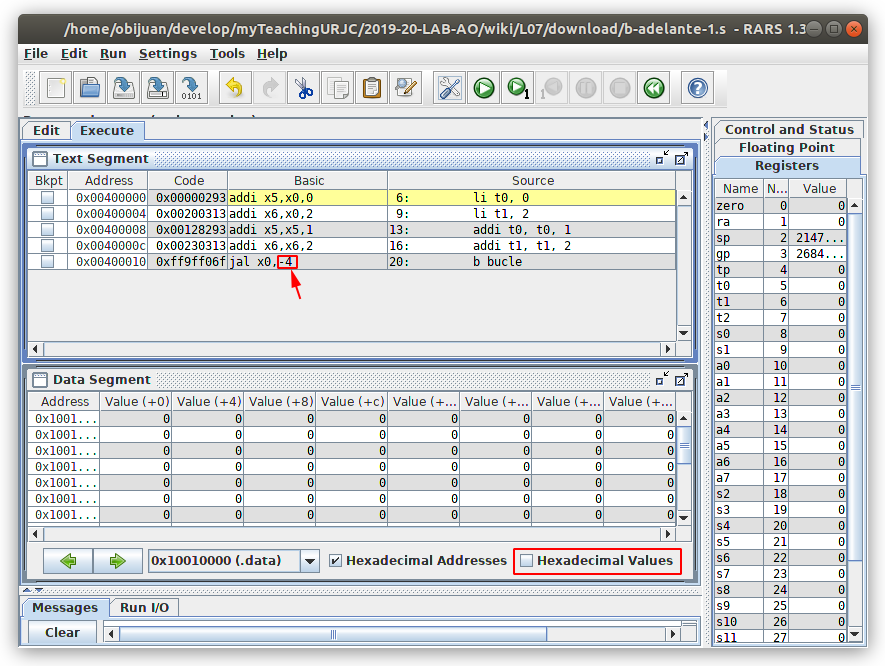 /home/obijuan/develop/myTeachingURJC/2019-20-LAB-AO/wiki/L07/download/b-adelante-1.s - RARS 1.3
File Edit Run Settings Tools Help
Edit Execute
Text Segment
Bkpt Address Code Basic Source
0x00400000 0x00000293 addi x5,x0,0 6: li t0, 0
0x00400004 0x00200313 addi x6,x0,2 9: li t1, 2
0x00400008 0x00128293 addi x5,x5,1 13: addi t0, t0, 1
0x0040000c 0x00230313 addi x6,x6,2 16: addi t1, t1, 2
0x00400010 0xff9ff06f jal x0,-4 20: b bucle
Data Segment
Address Value (+0) Value (+4) Value (+8) Value (+c) Value (+... Value (+... Value (+... Value (+...
0x1001... 0 0 0 0 0 0 0 0
0x1001... 0 0 0 0 0 0 0 0
0x1001... 0 0 0 0 0 0 0 0
0x1001... 0 0 0 0 0 0 0 0
0x1001... 0 0 0 0 0 0 0 0
0x1001... 0 0 0 0 0 0 0 0
0x1001... 0 0 0 0 0 0 0 0
0x10010000 (.data) Hexadecimal Addresses Hexadecimal Values
Messages Run I/O
Clear
Control and Status
Floating Point
Registers
Name N... Value
zero 0 0
ra 1 0
sp 2 2147...
gp 3 2684...
tp 4 0
t0 5 0
t1 6 0
t2 7 0
s0 8 0
s1 9 0
a0 10 0
a1 11 0
a2 12 0
a3 13 0
a4 14 0
a5 15 0
a6 16 0
a7 17 0
s2 18 0
s3 19 0
s4 20 0
s5 21 0
s6 22 0
s7 23 0
s8 24 0
s9 25 0
s10 26 0
s11 27 0